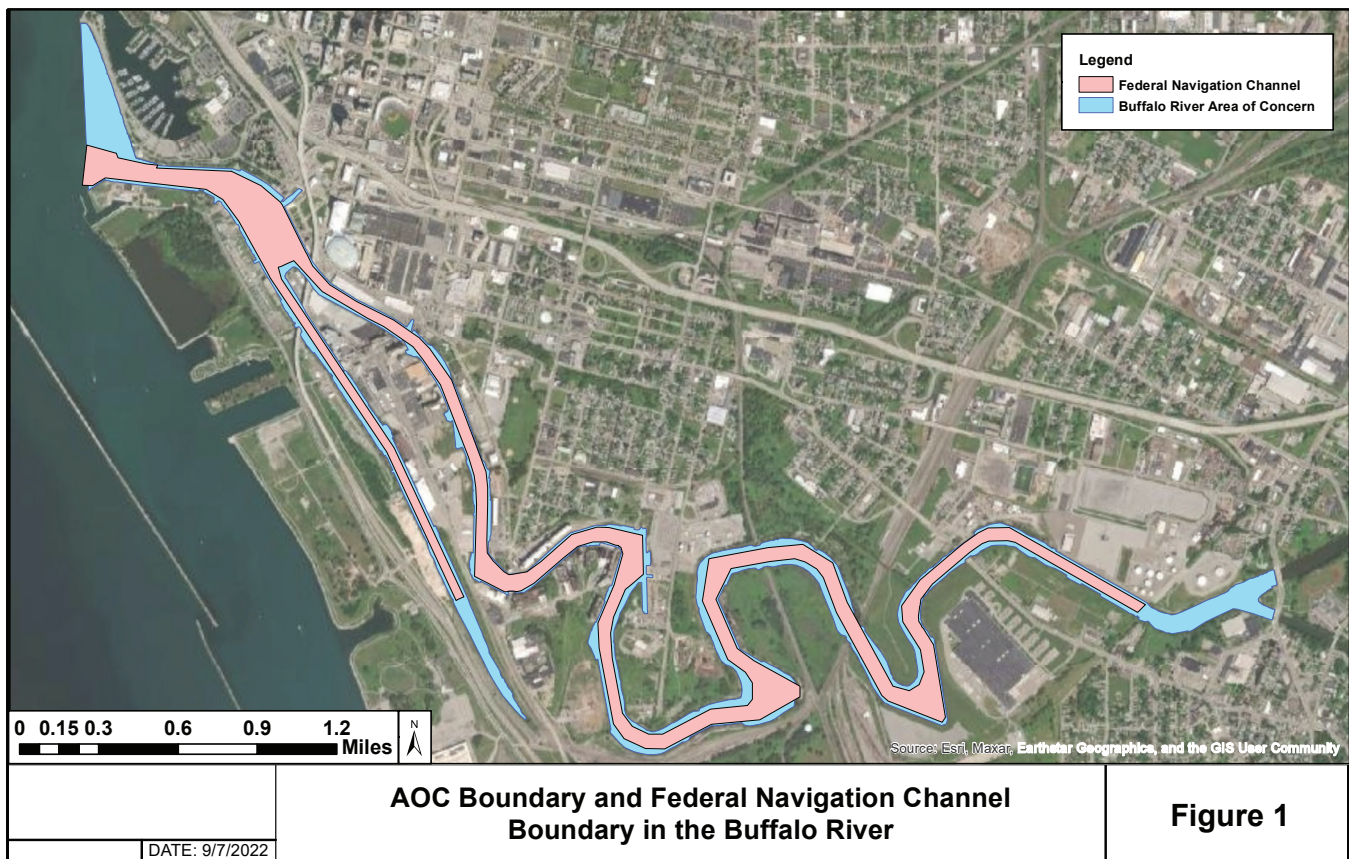 Legend
Federal Navigation Channel
Buffalo River Area of Concern
0 0.15 0.3 0.6 0.9 1.2
Miles
N
Source: Esri, Maxar, Earthstar Geographics, and the GIS User Community
AOC Boundary and Federal Navigation Channel
Boundary in the Buffalo River
Figure 1
DATE: 9/7/2022